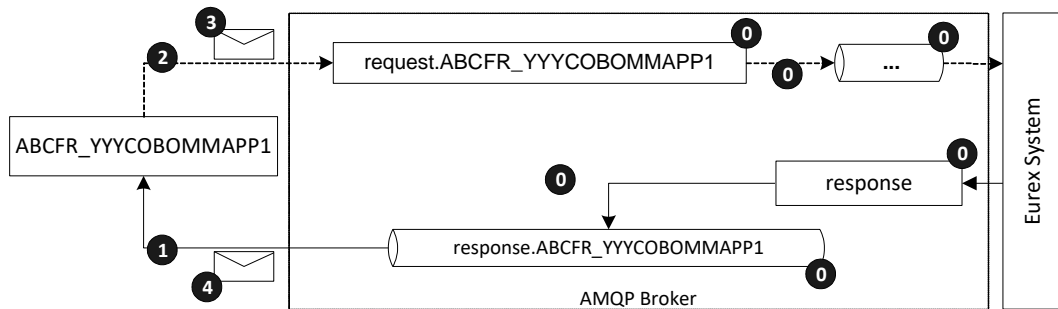 3
0
0
2
request.ABCFR_YYYCOBOMMAPP1
0
...
ABCFR_YYYCOBOMMAPP1
0
0
response
Eurex System
1
response.ABCFR_YYYCOBOMMAPP1
0
4
AMQP Broker